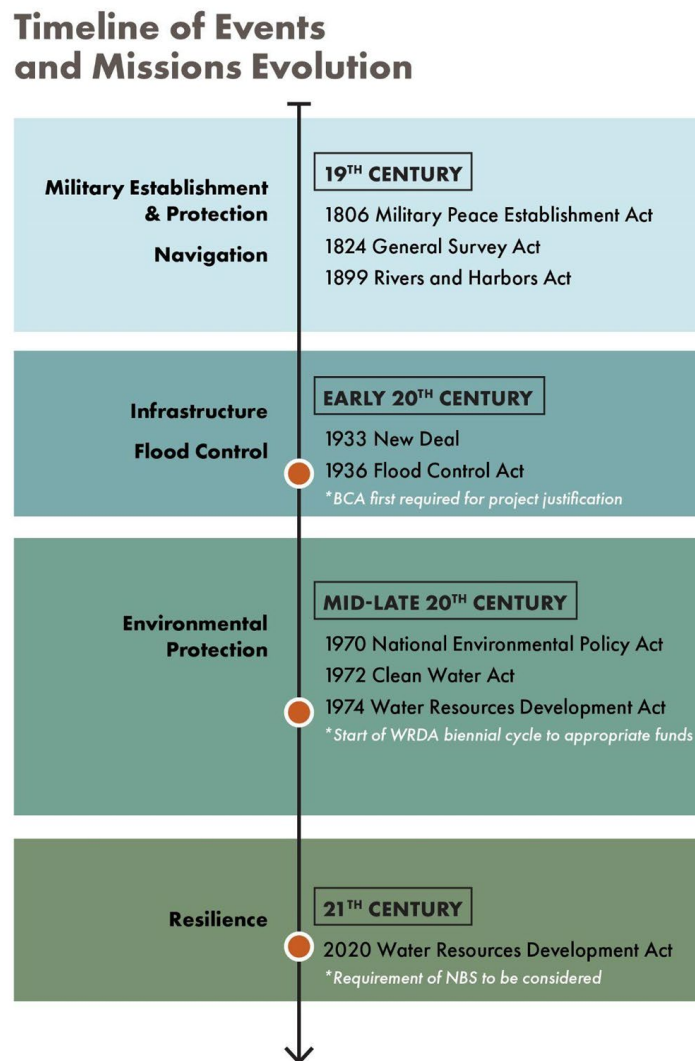 Timeline of Events
and Missions Evolution
Military Establishment
& Protection
Navigation
19TH CENTURY
1806 Military Peace Establishment Act
1824 General Survey Act
1899 Rivers and Harbors Act
Infrastructure
Flood Control
EARLY 20TH CENTURY
1933 New Deal
1936 Flood Control Act
*BCA first required for project justification
Environmental
Protection
MID-LATE 20TH CENTURY
1970 National Environmental Policy Act
1972 Clean Water Act
1974 Water Resources Development Act
*Start of WRDA biennial cycle to appropriate funds
Resilience
21TH CENTURY
2020 Water Resources Development Act
*Requirement of NBS to be considered